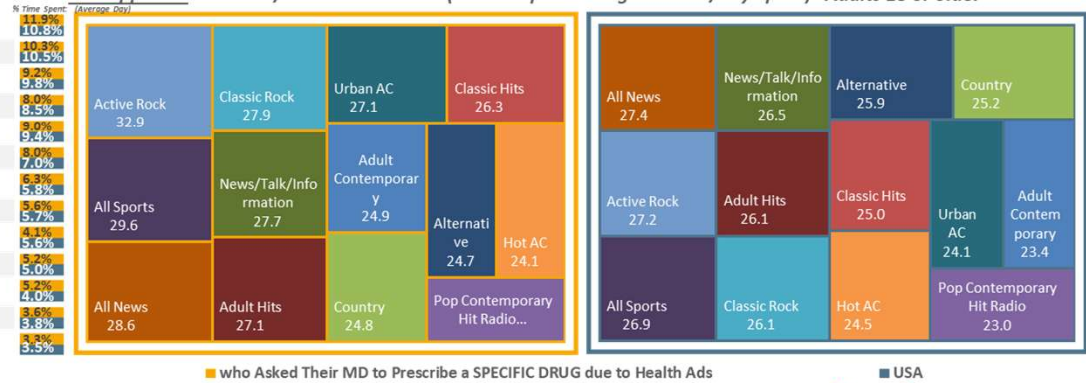 % Time Spent: (Average Day)
Adults 18 or older
11.9%
10.8%
10.3%
10.5%
9.2%
9.8%
8.0%
8.5%
9.0%
9.4%
8.0%
7.0%
6.3%
5.8%
5.6%
5.7%
4.1%
5.6%
5.2%
5.0%
5.2%
4.0%
3.6%
3.8%
3.3%
3.5%
Active Rock
32.9
All Sports
29.6
All News
28.6
Classic Rock
27.9
News/Talk/Info
rmation
27.7
Adult Hits
27.1
Urban AC
27.1
Classic Hits
26.3
Adult
Contemporar
y
24.9
Country
24.8
Alternati
ve
24.7
Hot AC
24.1
Pop Contemporary
Hit Radio...
All News
27.4
Active Rock
27.2
All Sports
26.9
News/Talk/Info
rmation
26.5
Adult Hits
26.1
Classic Rock
26.1
Alternative
25.9
Country
25.2
Classic Hits
25.0
Hot AC
24.5
Urban
AC
24.1
Adult
Contem
porary
23.4
Pop Contemporary
Hit Radio
23.0
who Asked Their MD to Prescribe a SPECIFIC DRUG due to Health Ads
USA